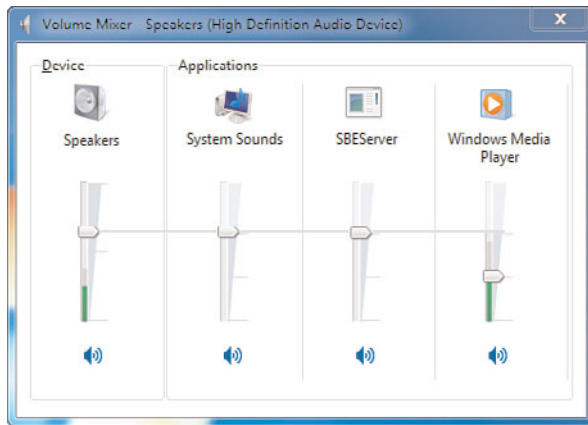 Volume Mixer   Speakers (High Definition Audio Device)
X
Device
Applications
Speakers
System Sounds
SBEServer
Windows Media
Player